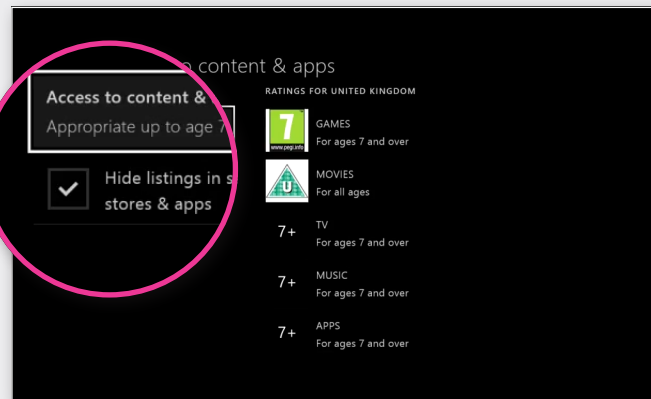 o content & apps
Access to content &
Appropriate up to age 7
Hide listings in s
stores & apps
RATINGS FOR UNITED KINGDOM
7
www.pegi.info
GAMES
For ages 7 and over
U
MOVIES
For all ages
7+
TV
For ages 7 and over
7+
MUSIC
For ages 7 and over
7+
APPS
For ages 7 and over